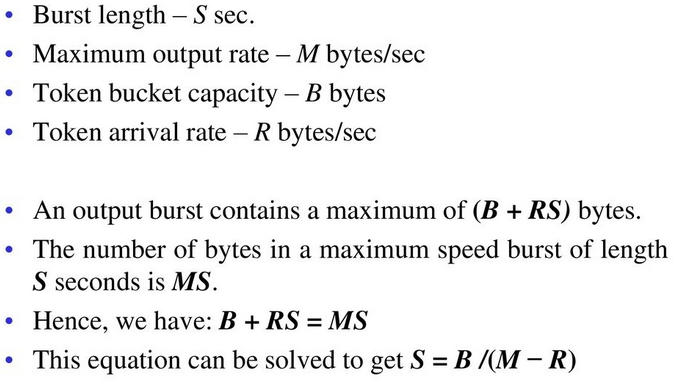 • Burst length – S sec.
• Maximum output rate – M bytes/sec
• Token bucket capacity – B bytes
• Token arrival rate – R bytes/sec
• An output burst contains a maximum of (B + RS) bytes.
• The number of bytes in a maximum speed burst of length
S seconds is MS.
• Hence, we have: B + RS = MS
• This equation can be solved to get S = B /(M – R)